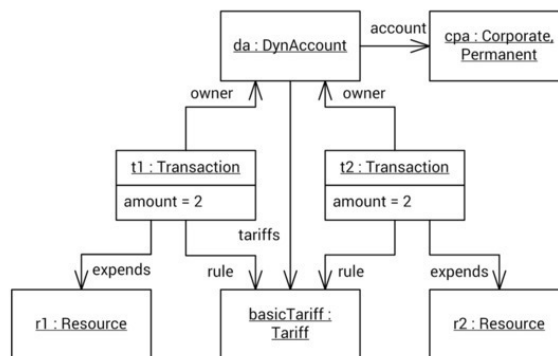 da : DynAccount
account
cpa : Corporate,
Permanent
owner
owner
t1 : Transaction
amount = 2
t2 : Transaction
amount = 2
tariffs
expends
rule
rule
expends
r1 : Resource
basicTariff :
Tariff
r2 : Resource